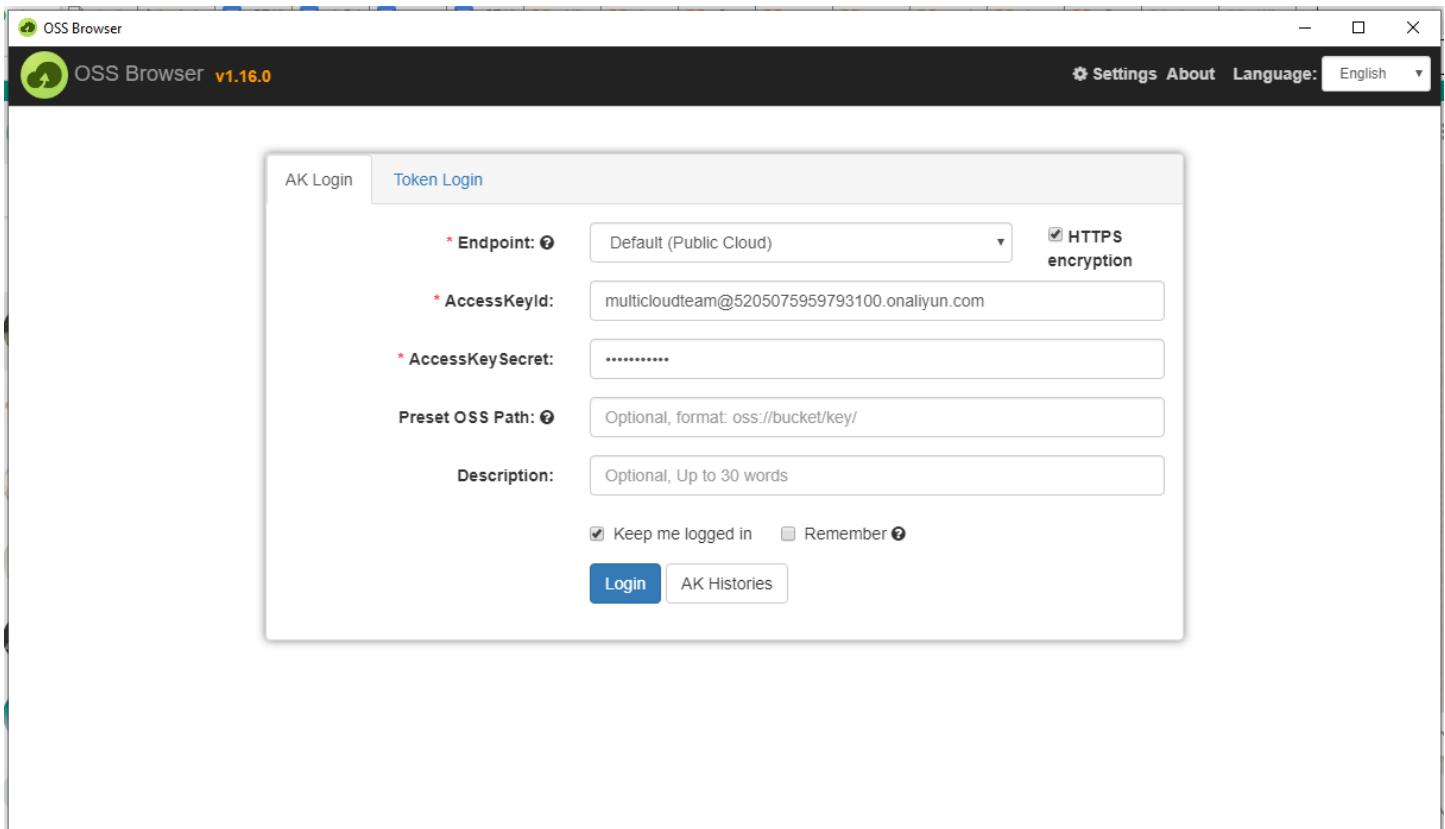 OSS Browser
OSS Browser v1.16.0 Settings About Language: English
AK Login Token Login
* Endpoint: Default (Public Cloud) HTTPS encryption
* AccessKeyId: multicloudteam@5205075959793100.onaliyun.com
* AccessKeySecret: •••••••••••
Preset OSS Path: Optional, format: oss://bucket/key/
Description: Optional, Up to 30 words
Keep me logged in Remember
Login AK Histories